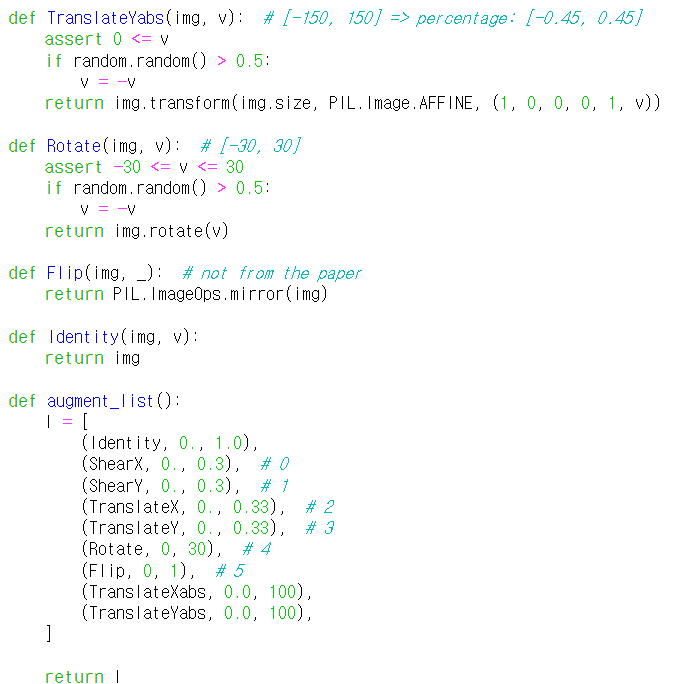 def TranslateYabs(img, v):  # [-150, 150] => percentage: [-0.45, 0.45]
    assert 0 <= v
    if random.random() > 0.5:
        v = -v
    return img.transform(img.size, PIL.Image.AFFINE, (1, 0, 0, 0, 1, v))

def Rotate(img, v):  # [-30, 30]
    assert -30 <= v <= 30
    if random.random() > 0.5:
        v = -v
    return img.rotate(v)

def Flip(img, _):  # not from the paper
    return PIL.ImageOps.mirror(img)

def Identity(img, v):
    return img

def augment_list():
    l = [
        (Identity, 0., 1.0),
        (ShearX, 0., 0.3),  # 0
        (ShearY, 0., 0.3),  # 1
        (TranslateX, 0., 0.33),  # 2
        (TranslateY, 0., 0.33),  # 3
        (Rotate, 0, 30),  # 4
        (Flip, 0, 1),  # 5
        (TranslateXabs, 0.0, 100),
        (TranslateYabs, 0.0, 100),
    ]

    return l